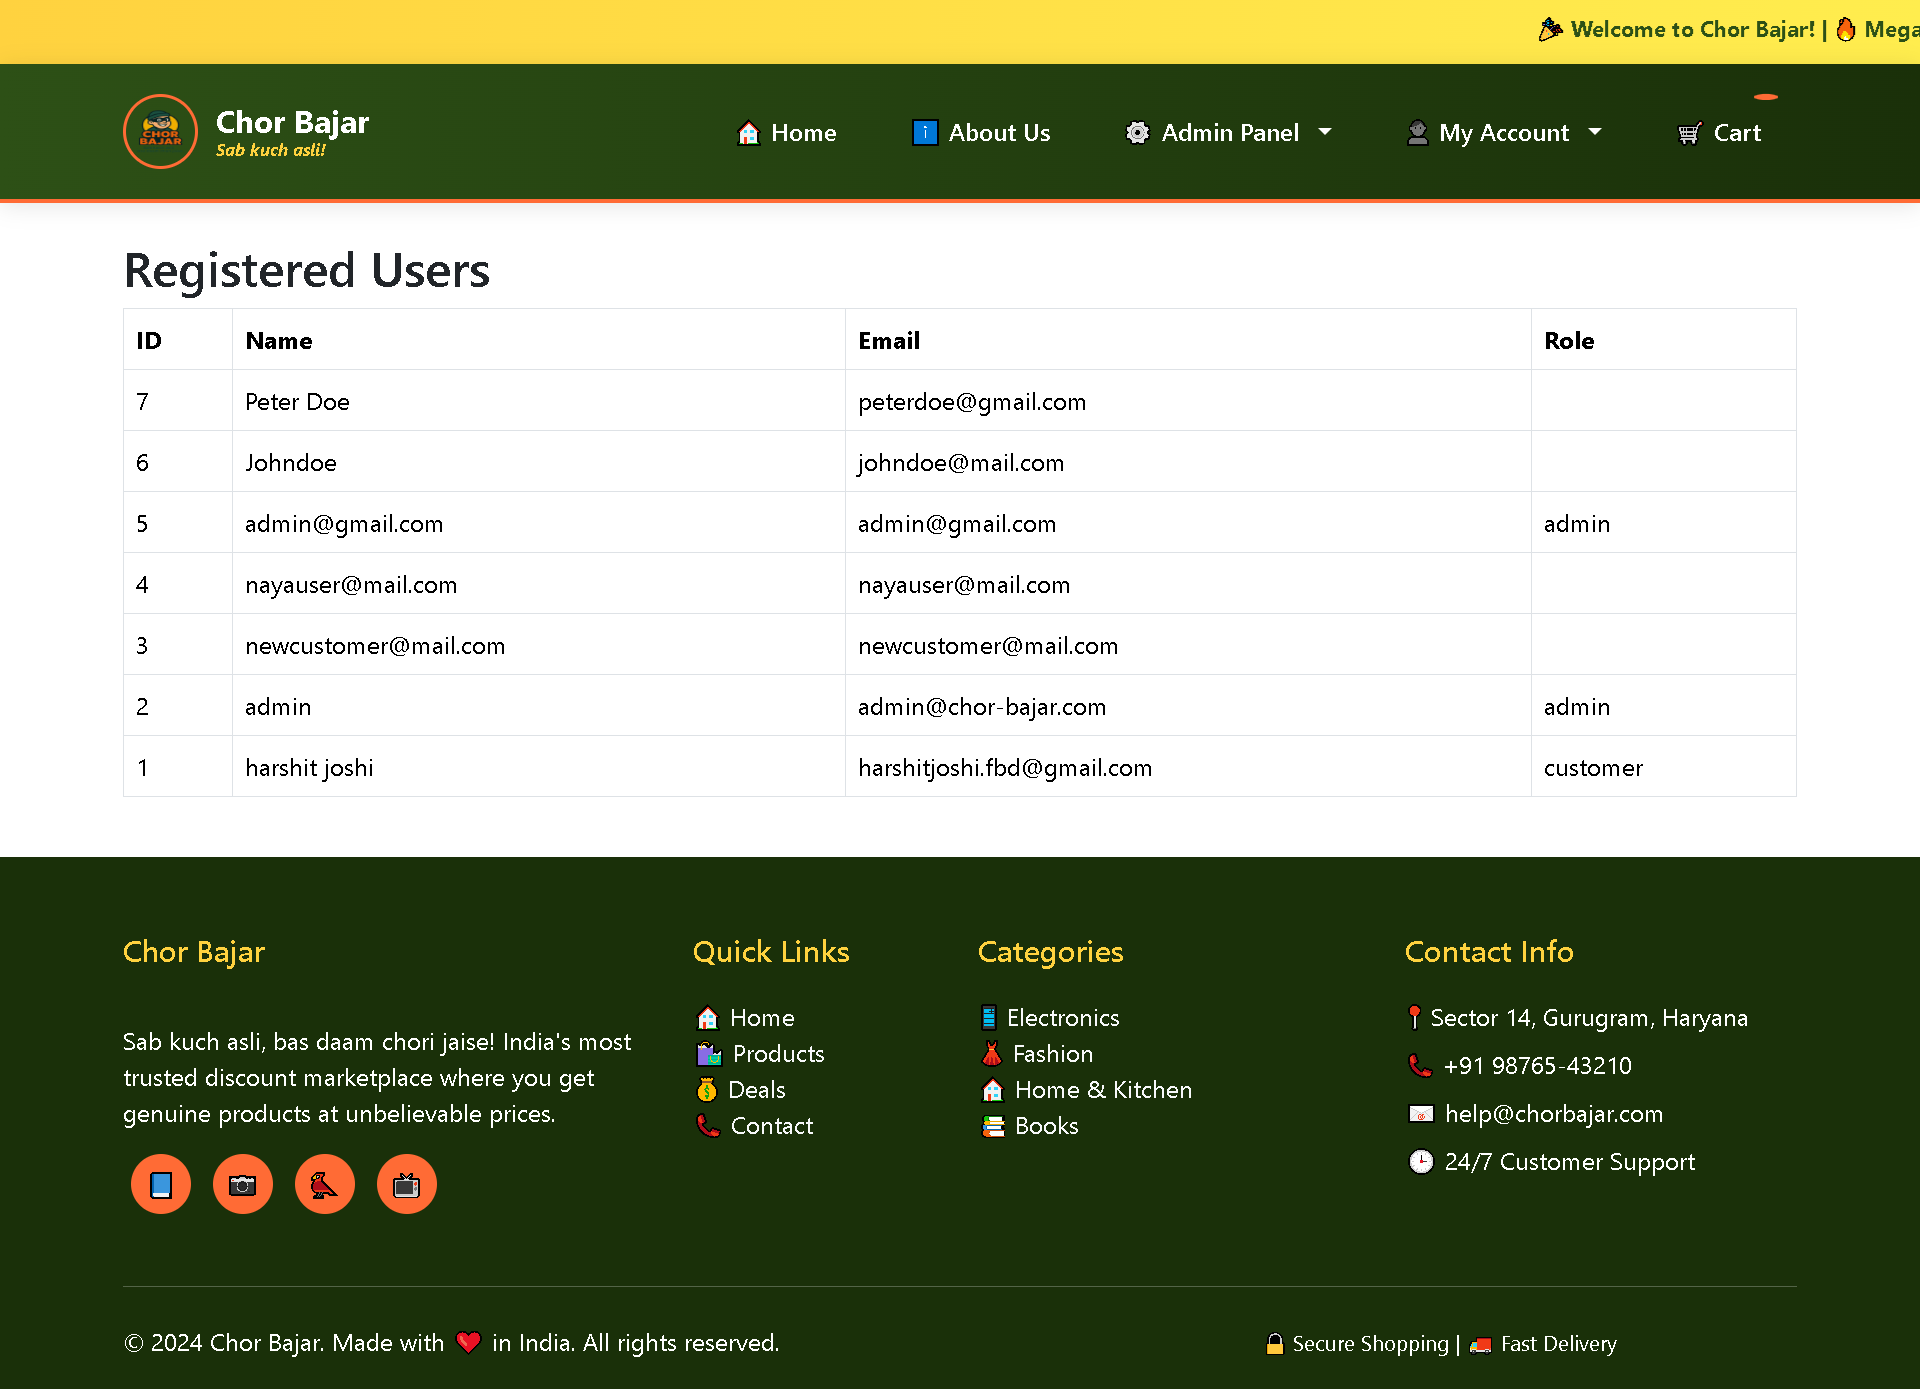 Welcome to Chor Bajar! | Mega
CHOR BAJAR
Chor Bajar
Sab kuch asli!
Home
About Us
Admin Panel
My Account
Cart
Registered Users
ID Name Email Role
7 Peter Doe peterdoe@gmail.com
6 Johndoe johndoe@mail.com
5 admin@gmail.com admin@gmail.com admin
4 nayauser@mail.com nayauser@mail.com
3 newcustomer@mail.com newcustomer@mail.com
2 admin admin@chor-bajar.com admin
1 harshit joshi harshitjoshi.fbd@gmail.com customer
Chor Bajar
Sab kuch asli, bas daam chori jaise! India's most
trusted discount marketplace where you get
genuine products at unbelievable prices.
Quick Links
Home
Products
Deals
Contact
Categories
Electronics
Fashion
Home & Kitchen
Books
Contact Info
Sector 14, Gurugram, Haryana
+91 98765-43210
help@chorbajar.com
24/7 Customer Support
© 2024 Chor Bajar. Made with ❤️ in India. All rights reserved.
Secure Shopping | Fast Delivery